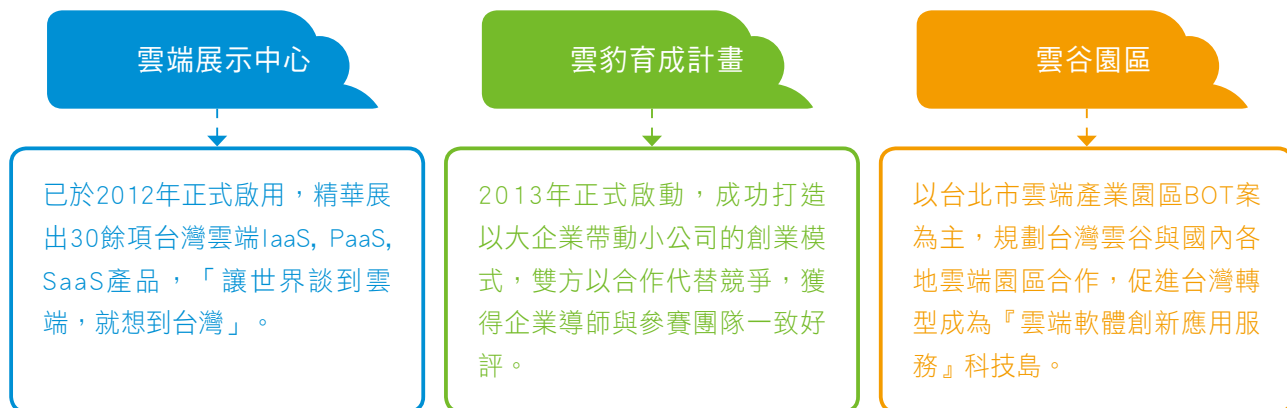 雲端展示中心
已於2012年正式啟用，精華展
出30餘項台灣雲端IaaS, PaaS,
SaaS產品，「讓世界談到雲
端，就想到台灣」。
雲豹育成計畫
2013年正式啟動，成功打造
以大企業帶動小公司的創業模
式，雙方以合作代替競爭，獲
得企業導師與參賽團隊一致好
評。
雲谷園區
以台北市雲端產業園區BOT案
為主，規劃台灣雲谷與國內各
地雲端園區合作，促進台灣轉
型成為『雲端軟體創新應用服
務』科技島。